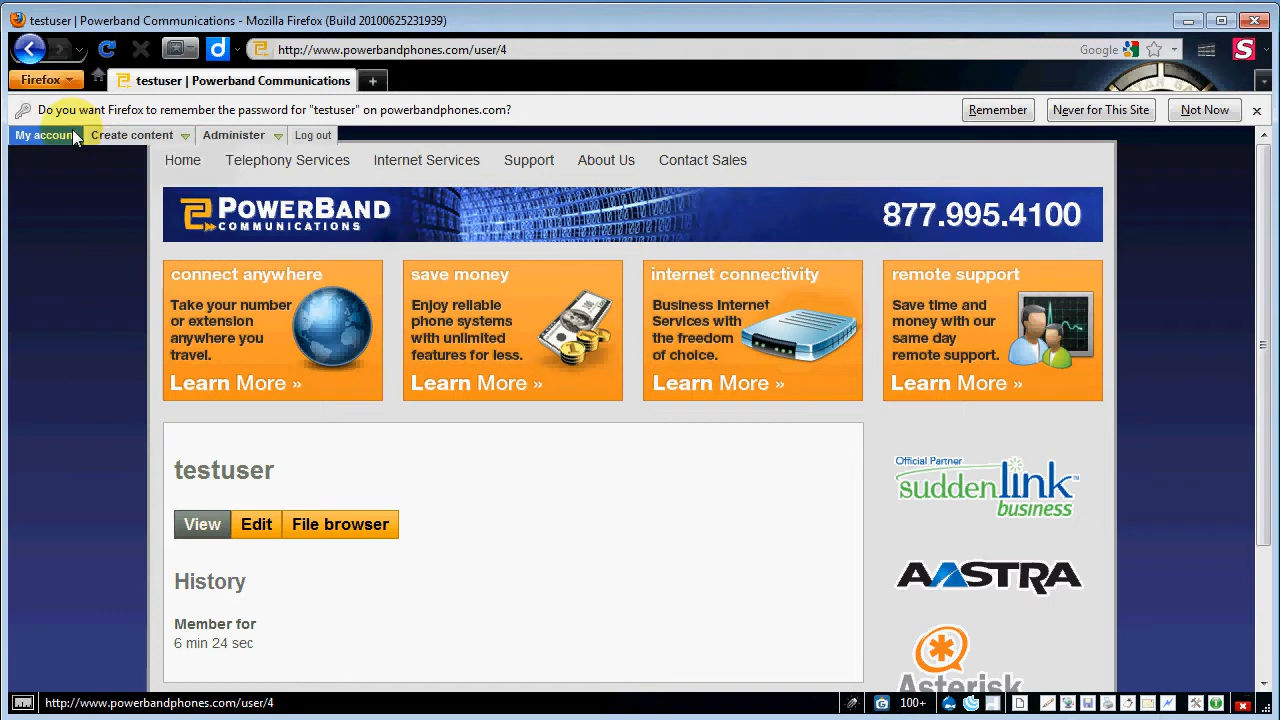 testuser | Powerband Communications - Mozilla Firefox (Build 20100625231939)
http://www.powerbandphones.com/user/4
Google
Firefox
testuser | Powerband Communications
Do you want Firefox to remember the password for "testuser" on powerbandphones.com?
Remember
Never for This Site
Not Now
My account
Create content
Administer
Log out
Home
Telephony Services
Internet Services
Support
About Us
Contact Sales
POWERBAND
COMMUNICATIONS
877.995.4100
connect anywhere
Take your number
or extension
anywhere you
travel.
Learn More »
save money
Enjoy reliable
phone systems
with unlimited
features for less.
Learn More »
internet connectivity
Business Internet
Services with
the freedom
of choice.
Learn More »
remote support
Save time and
money with our
same day
remote support.
Learn More »
testuser
View
Edit
File browser
History
Member for
6 min 24 sec
Official Partner
suddenlink
business
AASTRA
Asterisk
http://www.powerbandphones.com/user/4
100+